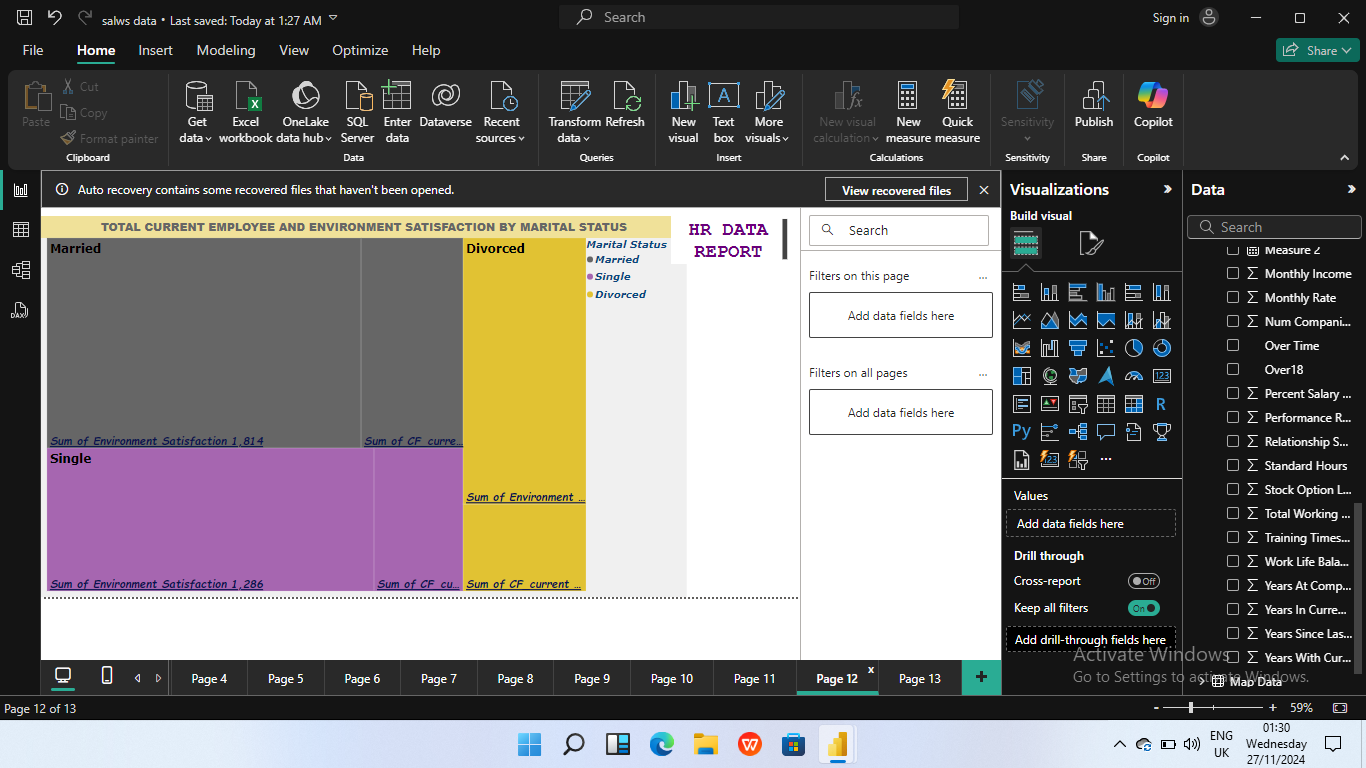 salws data • Last saved: Today at 1:27 AM
Search
Sign in
File Home Insert Modeling View Optimize Help
Share
Paste
Cut
Copy
Format painter
Clipboard
Get data
Excel workbook
OneLake data hub
SQL Server
Enter data
Dataverse
Recent sources
Data
Transform data
Refresh
Queries
New visual
Text box
More visuals
Insert
New visual calculation
New measure
Quick measure
Calculations
Sensitivity
Sensitivity
Publish
Share
Copilot
Copilot
Auto recovery contains some recovered files that haven't been opened.
View recovered files
TOTAL CURRENT EMPLOYEE AND ENVIRONMENT SATISFACTION BY MARITAL STATUS
HR DATA
REPORT
Married
Sum of Environment Satisfaction 1,814
Sum of CF_curre...
Single
Sum of Environment Satisfaction 1,286
Sum of CF_cu...
Divorced
Sum of Environment ...
Sum of CF_current ...
Marital Status
Married
Single
Divorced
Search
Filters on this page
...
Add data fields here
Filters on all pages
...
Add data fields here
Visualizations
Build visual
123
R
Py
123
...
Values
Add data fields here
Drill through
Cross-report
Off
Keep all filters
On
Add drill-through fields here
Data
Search
Measure 2
Monthly Income
Monthly Rate
Num Compani...
Over Time
Over18
Percent Salary ...
Performance R...
Relationship S...
Standard Hours
Stock Option L...
Total Working ...
Training Times...
Work Life Bala...
Years At Comp...
Years In Curre...
Years Since Las...
Years With Cur...
Map Data
Activate Windows
Go to Settings to activate Windows.
DAX
Page 4 Page 5 Page 6 Page 7 Page 8 Page 9 Page 10 Page 11 Page 12 x Page 13 +
Page 12 of 13
- + 59%
ENG
UK
01:30
Wednesday
27/11/2024